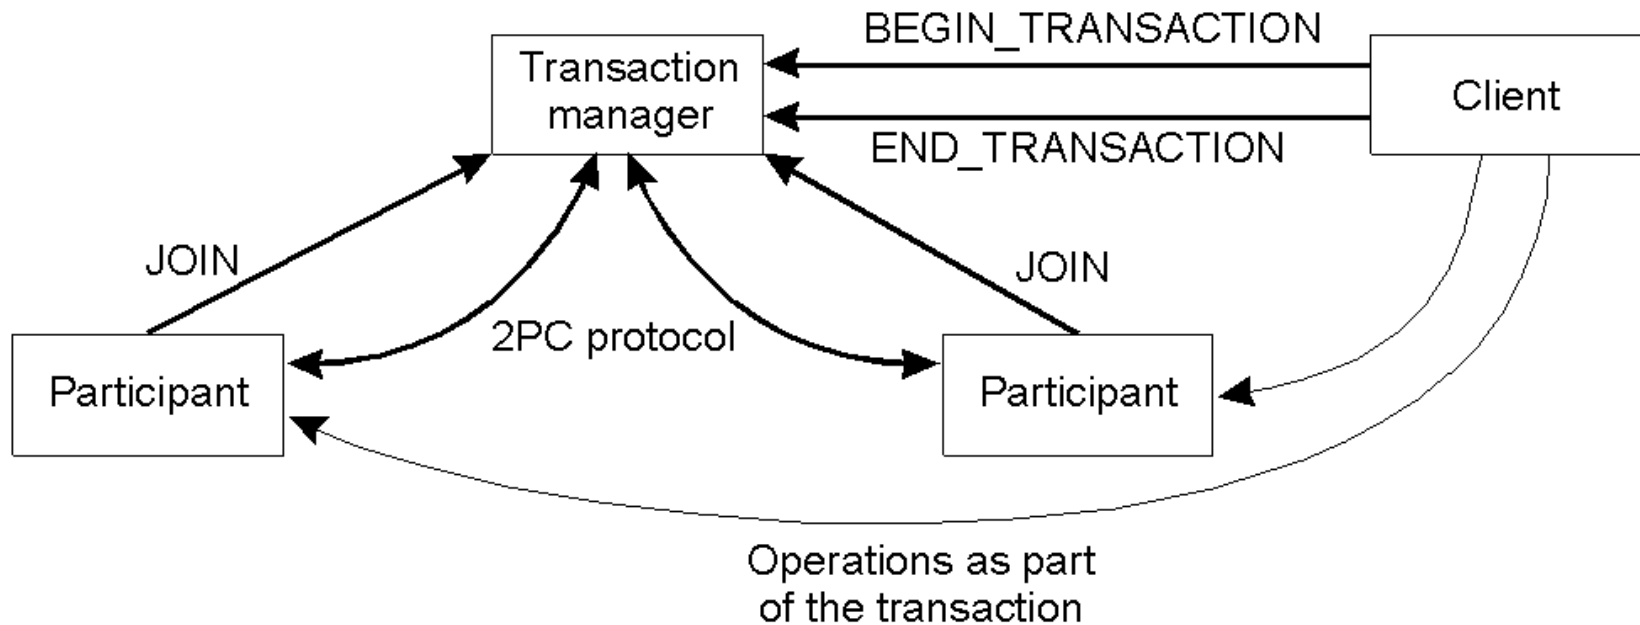 BEGIN_TRANSACTION
Transaction
manager
Client
END_TRANSACTION
JOIN
JOIN
2PC protocol
Participant
Participant
Operations as part
of the transaction